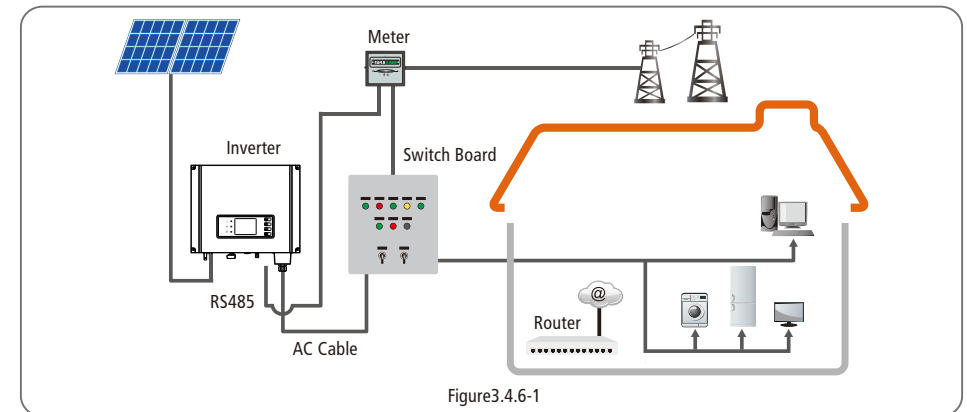 Meter
Inverter
Switch Board
RS485
@
Router
AC Cable
Figure3.4.6-1